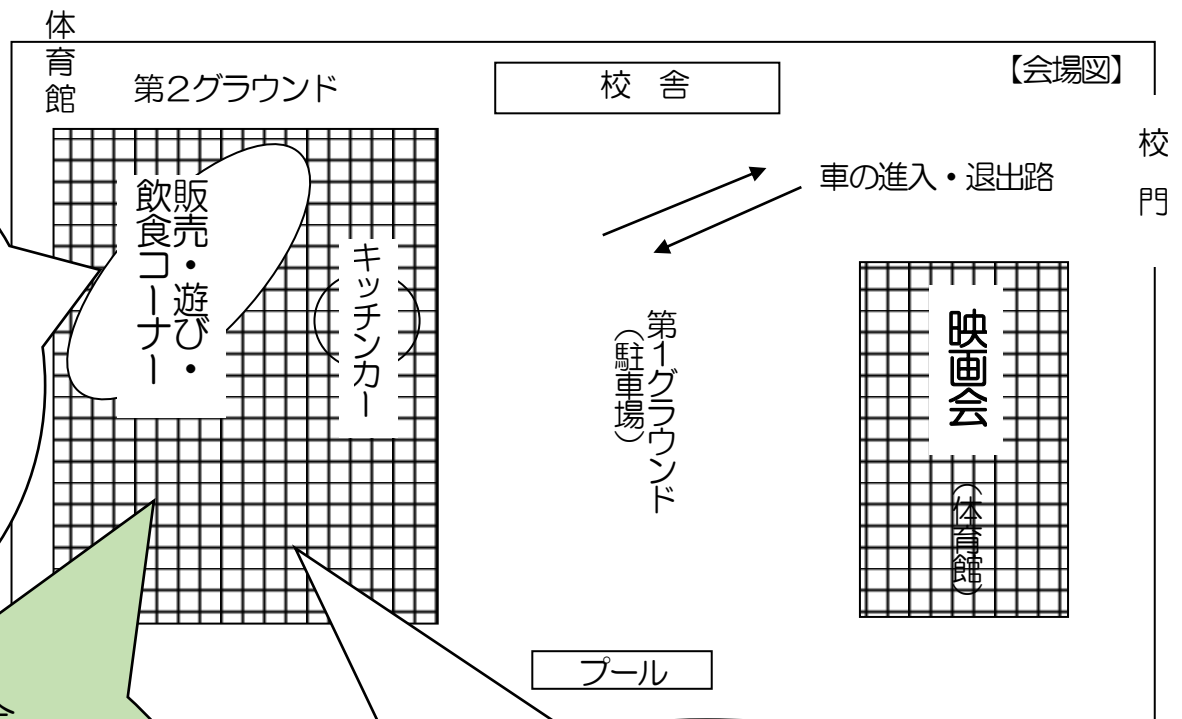 体育館
第2グラウンド
校 舎
【会場図】
校門
車の進入・退出路
販売・遊び・
飲食コーナー
キッチンカー
第1グラウンド
(駐車場)
映画会
(体育館)
プール